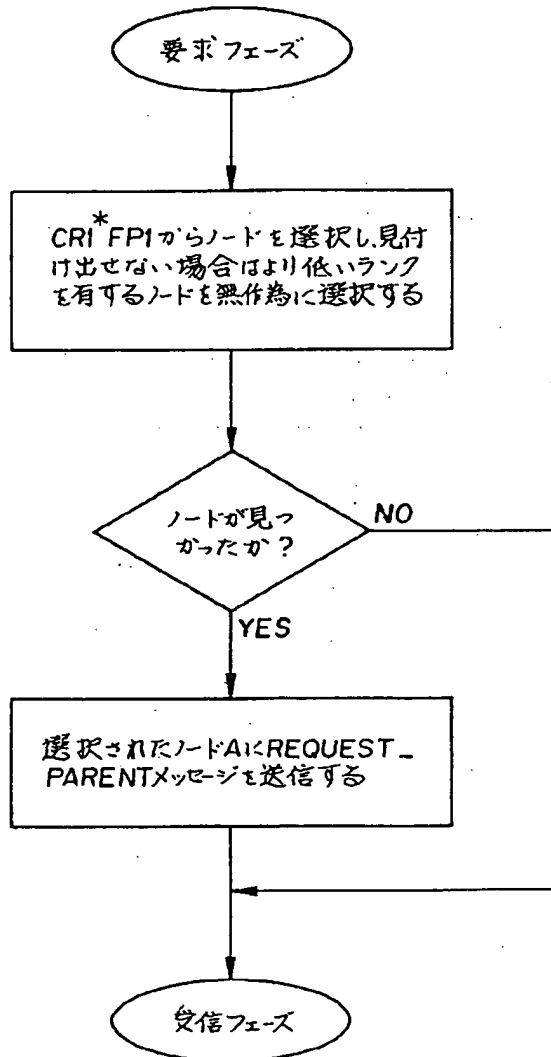 要求フェーズ
CRI*FP1からノードを選択し、見付
け出せない場合はより低いランク
を有するノードを無作為に選択する
ノードが見つ
かったか？
NO
YES
選択されたノードAにREQUEST_
PARENTメッセージを送信する
受信フェーズ